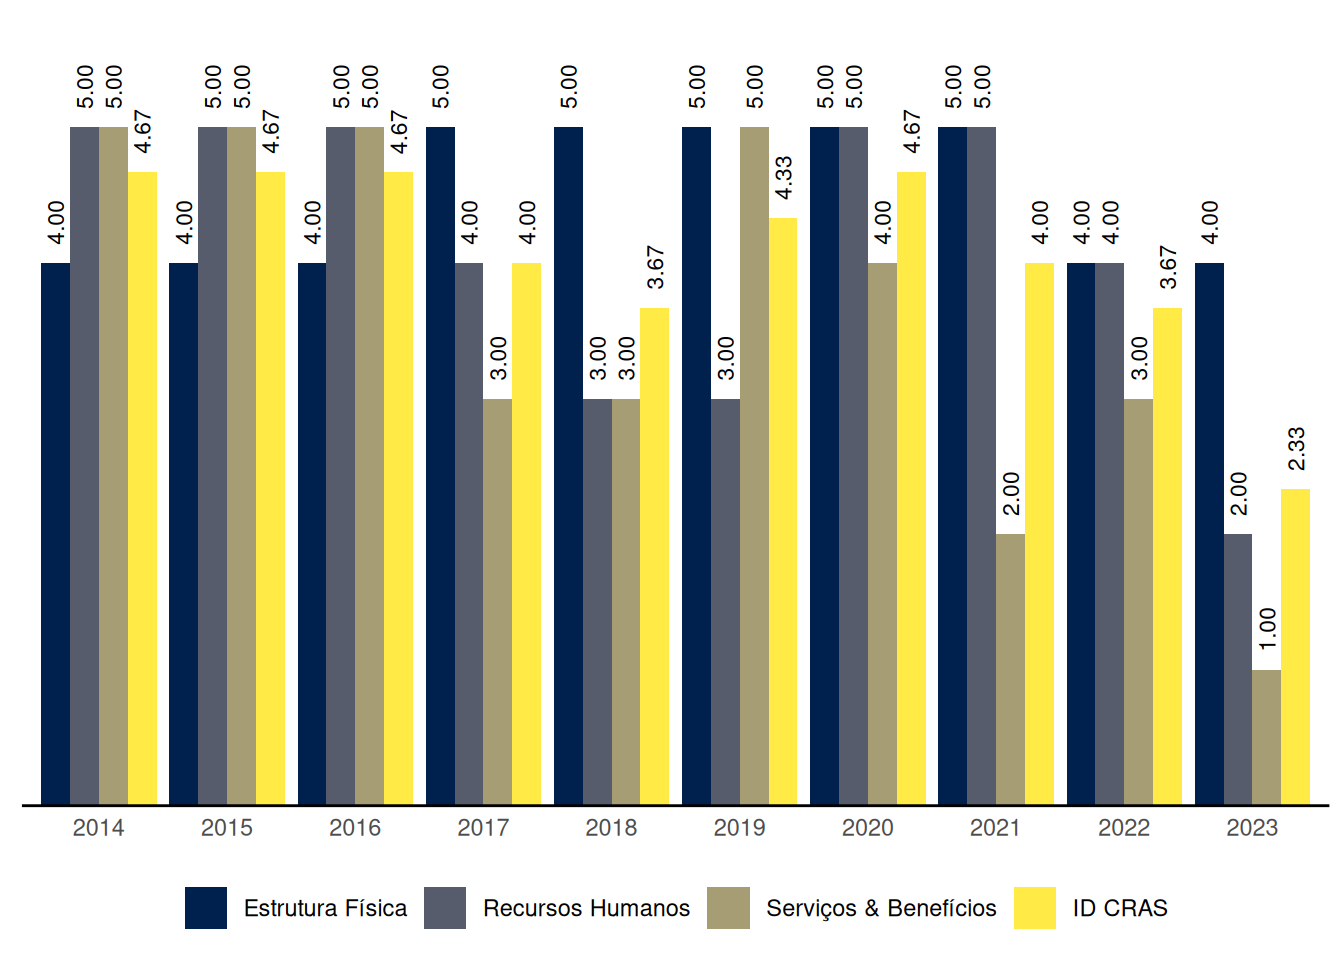 4.00 5.00 5.00 4.67 4.00 5.00 5.00 4.67 4.00 5.00 5.00 4.67 5.00 4.00 3.00 4.00 5.00 3.00 3.00 3.67 5.00 3.00 5.00 4.33 5.00 5.00 4.00 4.67 5.00 5.00 2.00 4.00 4.00 4.00 3.00 3.67 4.00 2.00 1.00 2.33
2014 2015 2016 2017 2018 2019 2020 2021 2022 2023
Estrutura Física Recursos Humanos Serviços & Benefícios ID CRAS